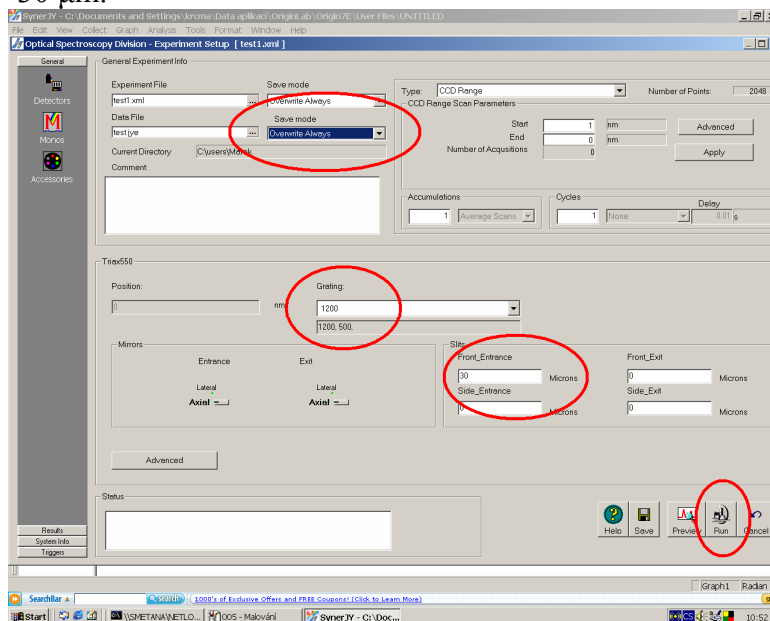 30 µm.
SynerJY - C:\Documents and Settings\krcma\Data aplikací\OriginLab\Origin7E\User Files\UNTITLED
File Edit View Collect Graph Analysis Tools Format Window Help
Optical Spectroscopy Division - Experiment Setup [ test1.xml ]
General
Detectors
Monos
Accessories
Results
System Info
Triggers
General Experiment Info
Experiment File
Save mode
test1.xml
...
Overwrite Always
Data File
Save mode
test.jye
...
Overwrite Always
Current Directory
C:\users\Marek
Comment:
Type:
CCD Range
Number of Points:
2048
CCD Range Scan Parameters
Start
1
nm
Advanced
End
0
nm
Number of Acquisitions
0
Apply
Accumulations
1
Average Scans
Cycles
1
None
Delay
0.01
s
Triax550
Position:
0
nm
Grating:
1200
1200, 500,
Mirrors
Entrance
Exit
Lateral
Lateral
Axial
Axial
Slits
Front_Entrance
Front_Exit
30
Microns
0
Microns
Side_Entrance
Side_Exit
0
Microns
0
Microns
Advanced
Status
Help
Save
Preview
Run
Cancel
Graph1
Radian
SearchBar
search
1000's of Exclusive Offers and FREE Coupons! (Click to Learn More)
Start
\\SMETANA\NETLO...
005 - Malování
SynerJY - C:\Doc...
CS
10:52